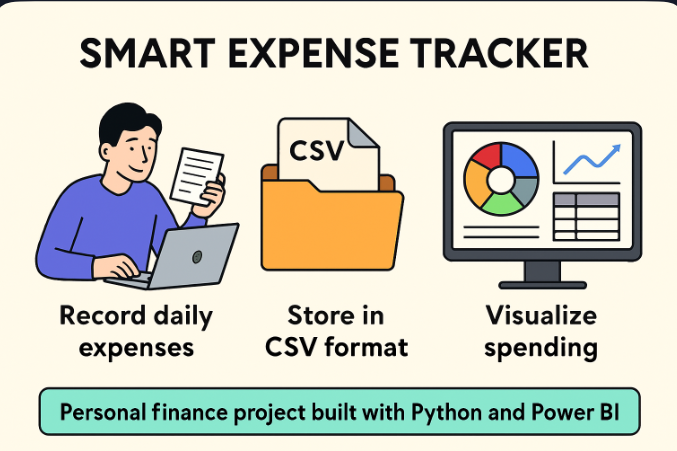 SMART EXPENSE TRACKER
CSV
Record daily
expenses
Store in
CSV format
Visualize
spending
Personal finance project built with Python and Power BI